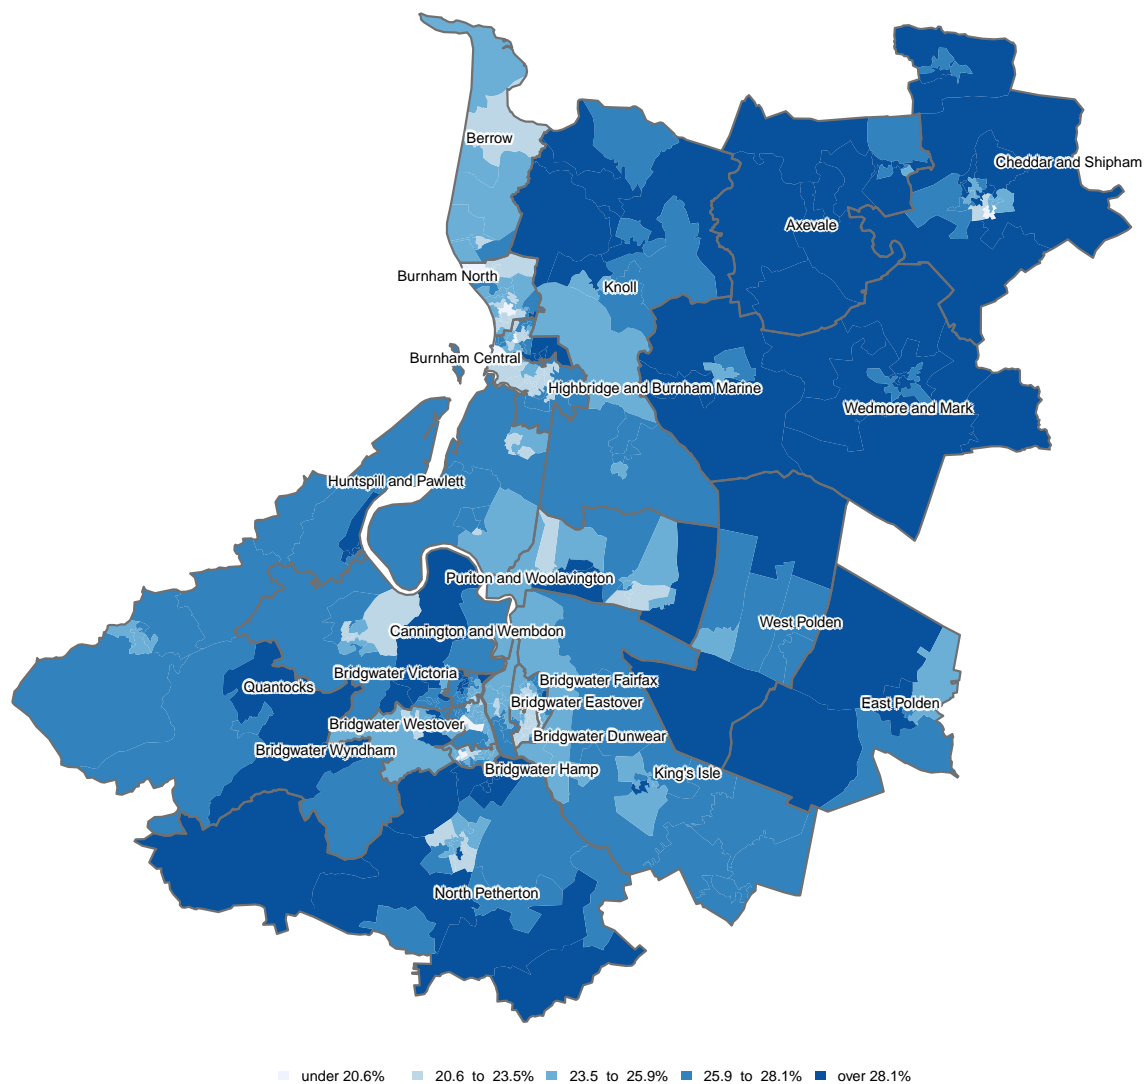 Berrow
Cheddar and Shipham
Axevale
Burnham North
Knoll
Burnham Central
Highbridge and Burnham Marine
Wedmore and Mark
Huntspill and Pawlett
Puriton and Woolavington
West Polden
Cannington and Wembdon
Bridgwater Victoria
Bridgwater Fairfax
Quantocks
Bridgwater Eastover
East Polden
Bridgwater Westover
Bridgwater Dunwear
Bridgwater Wyndham
Bridgwater Hamp
King's Isle
North Petherton
under 20.6% 20.6 to 23.5% 23.5 to 25.9% 25.9 to 28.1% over 28.1%